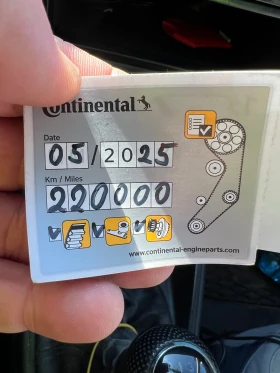 Continental
Date
05/2025
Km / Miles
220000
www.continental-engineparts.com